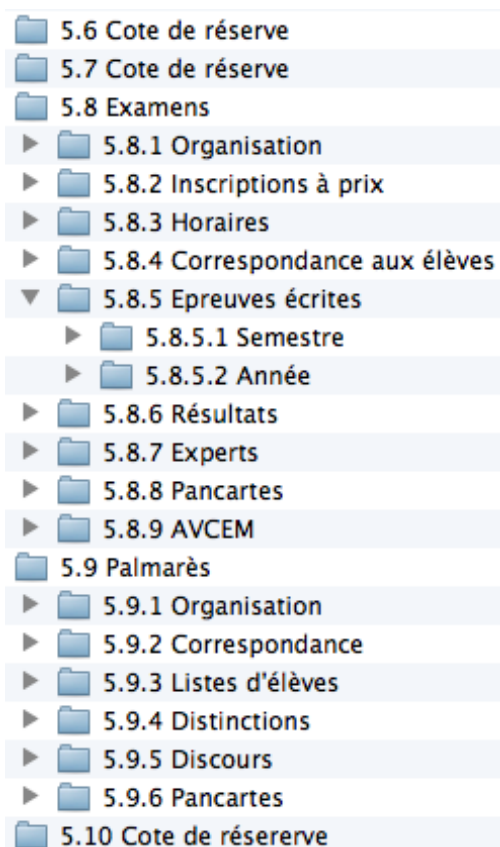 5.6 Cote de réserve
5.7 Cote de réserve
5.8 Examens
5.8.1 Organisation
5.8.2 Inscriptions à prix
5.8.3 Horaires
5.8.4 Correspondance aux élèves
5.8.5 Epreuves écrites
5.8.5.1 Semestre
5.8.5.2 Année
5.8.6 Résultats
5.8.7 Experts
5.8.8 Pancartes
5.8.9 AVCEM
5.9 Palmarès
5.9.1 Organisation
5.9.2 Correspondance
5.9.3 Listes d'élèves
5.9.4 Distinctions
5.9.5 Discours
5.9.6 Pancartes
5.10 Cote de résererve